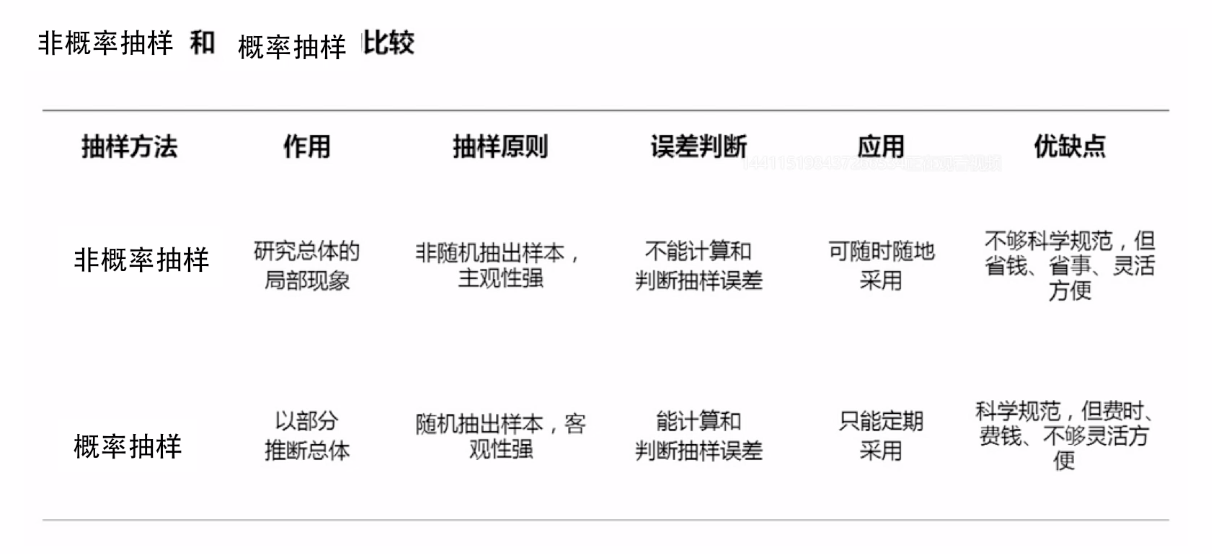 非概率抽样 和 概率抽样 比较
抽样方法 作用 抽样原则 误差判断 应用 优缺点
非概率抽样
研究总体的
局部现象
非随机抽出样本，
主观性强
不能计算和
判断抽样误差
可随时随地
采用
不够科学规范，但
省钱、省事、灵活
方便
概率抽样
以部分
推断总体
随机抽出样本，客
观性强
能计算和
判断抽样误差
只能定期
采用
科学规范，但费时、
费钱、不够灵活方
便